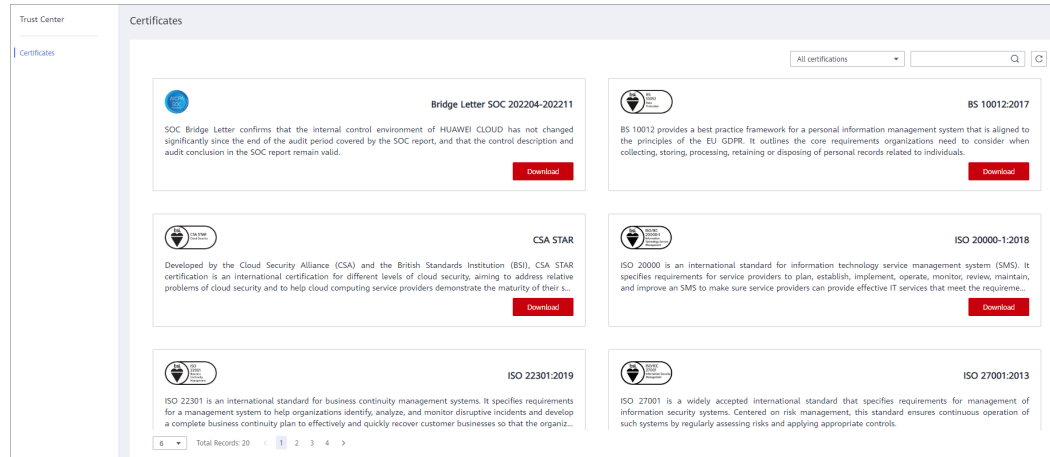 Trust Center
Certificates
Certificates
All certifications
Bridge Letter SOC 202204-202211
SOC Bridge Letter confirms that the internal control environment of HUAWEI CLOUD has not changed
significantly since the end of the audit period covered by the SOC report, and that the control description and
audit conclusion in the SOC report remain valid.
Download
BS 10012:2017
BS 10012 provides a best practice framework for a personal information management system that is aligned to
the principles of the EU GDPR. It outlines the core requirements organizations need to consider when
collecting, storing, processing, retaining or disposing of personal records related to individuals.
Download
CSA STAR
Developed by the Cloud Security Alliance (CSA) and the British Standards Institution (BSI), CSA STAR
certification is an international certification for different levels of cloud security, aiming to address relative
problems of cloud security and to help cloud computing service providers demonstrate the maturity of their s...
Download
ISO 20000-1:2018
ISO 20000 is an international standard for information technology service management system (SMS). It
specifies requirements for service providers to plan, establish, implement, operate, monitor, review, maintain,
and improve an SMS to make sure service providers can provide effective IT services that meet the requireme...
Download
ISO 22301:2019
ISO 22301 is an international standard for business continuity management systems. It specifies requirements
for a management system to help organizations identify, analyze, and monitor disruptive incidents and develop
a complete business continuity plan to effectively and quickly recover customer businesses so that the organiz...
ISO 27001:2013
ISO 27001 is a widely accepted international standard that specifies requirements for management of
information security systems. Centered on risk management, this standard ensures continuous operation of
such systems by regularly assessing risks and applying appropriate controls.
6 Total Records: 20 < 1 2 3 4 >